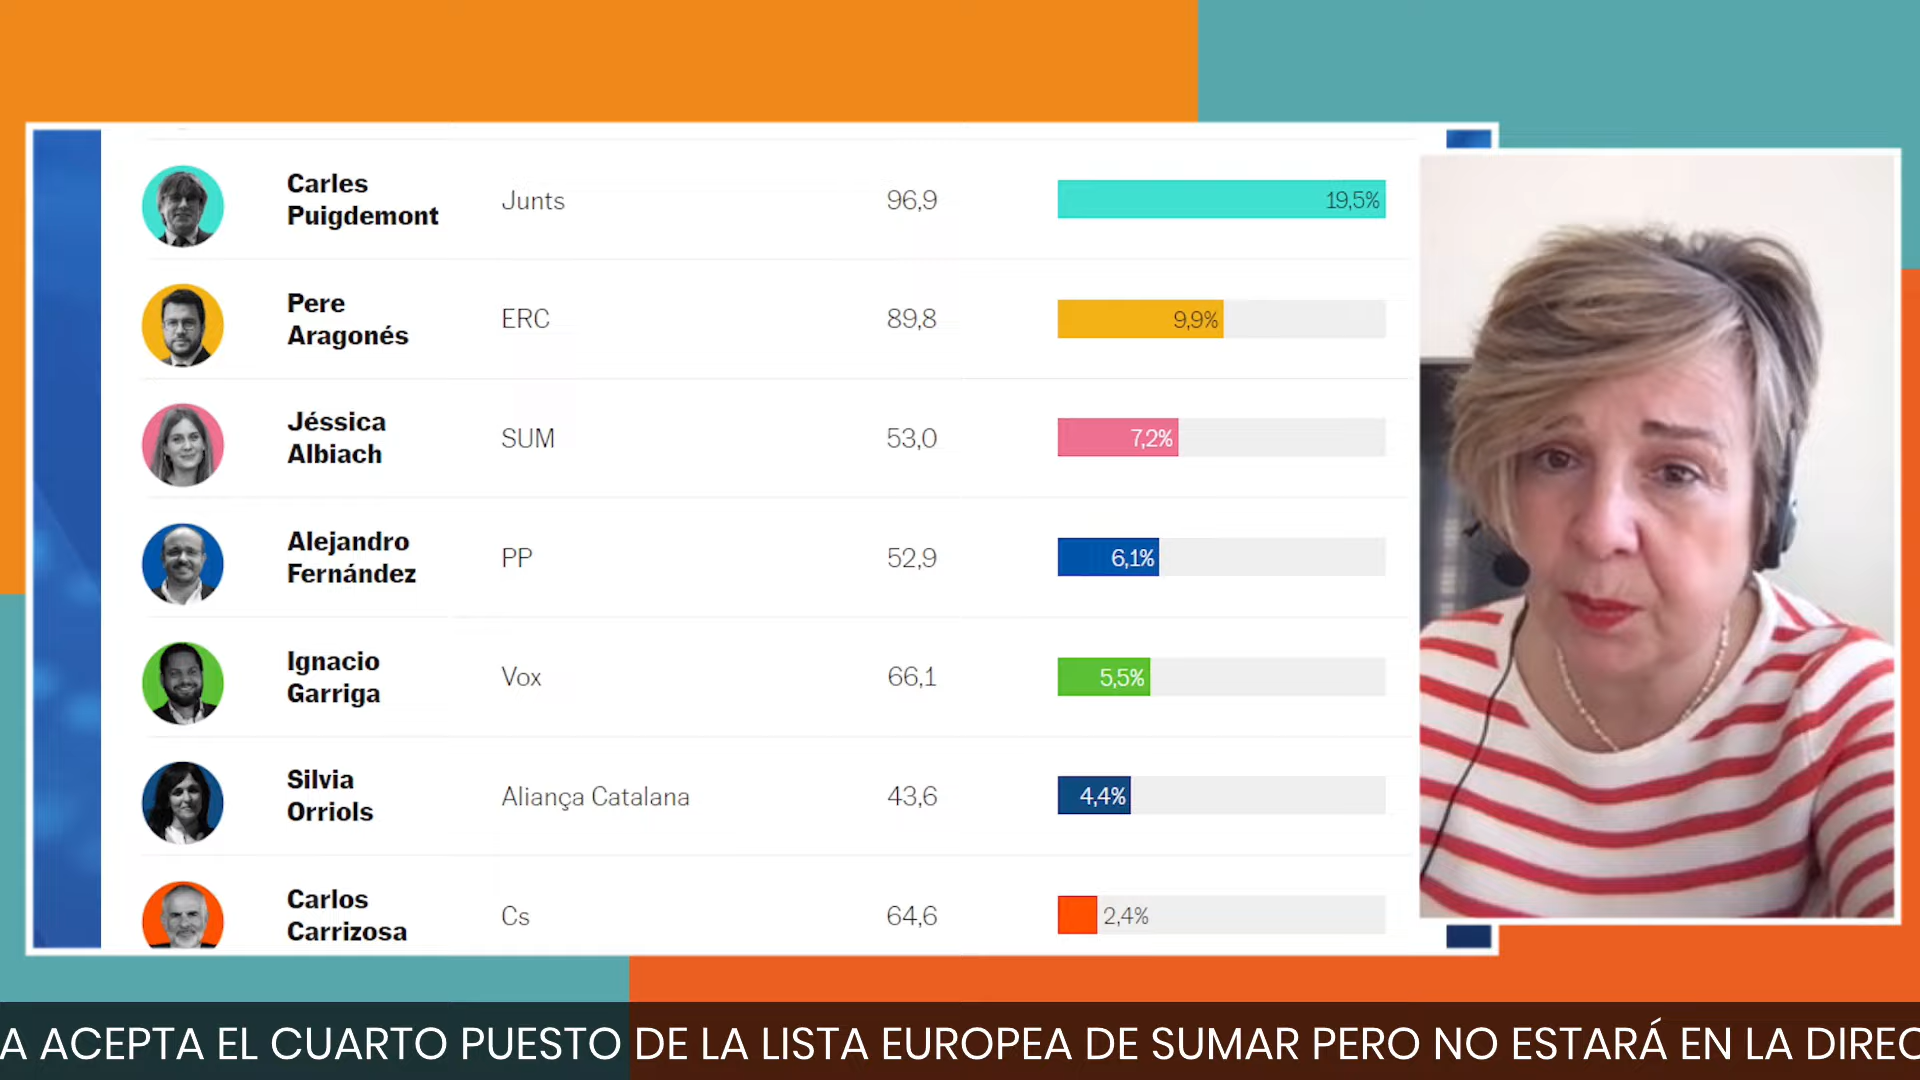 Carles
Puigdemont
Junts
96,9
19,5%
Pere
Aragonés
ERC
89,8
9,9%
Jéssica
Albiach
SUM
53,0
7,2%
Alejandro
Fernández
PP
52,9
6,1%
Ignacio
Garriga
Vox
66,1
5,5%
Silvia
Orriols
Aliança Catalana
43,6
4,4%
Carlos
Carrizosa
Cs
64,6
2,4%
A ACEPTA EL CUARTO PUESTO DE LA LISTA EUROPEA DE SUMAR PERO NO ESTARÁ EN LA DIREC